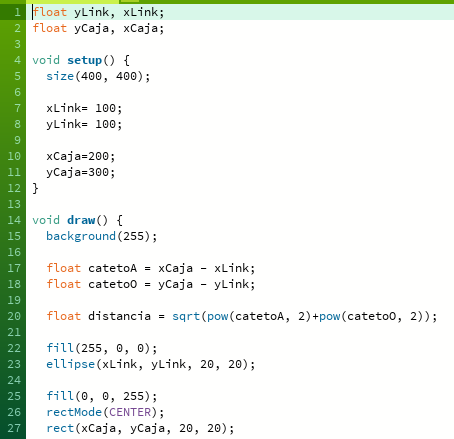 1 float yLink, xLink;
2 float yCaja, xCaja;
3
4 void setup() {
5   size(400, 400);
6
7   xLink= 100;
8   yLink= 100;
9
10   xCaja=200;
11   yCaja=300;
12 }
13
14 void draw() {
15   background(255);
16
17   float catetoA = xCaja - xLink;
18   float catetoO = yCaja - yLink;
19
20   float distancia = sqrt(pow(catetoA, 2)+pow(catetoO, 2));
21
22   fill(255, 0, 0);
23   ellipse(xLink, yLink, 20, 20);
24
25   fill(0, 0, 255);
26   rectMode(CENTER);
27   rect(xCaja, yCaja, 20, 20);